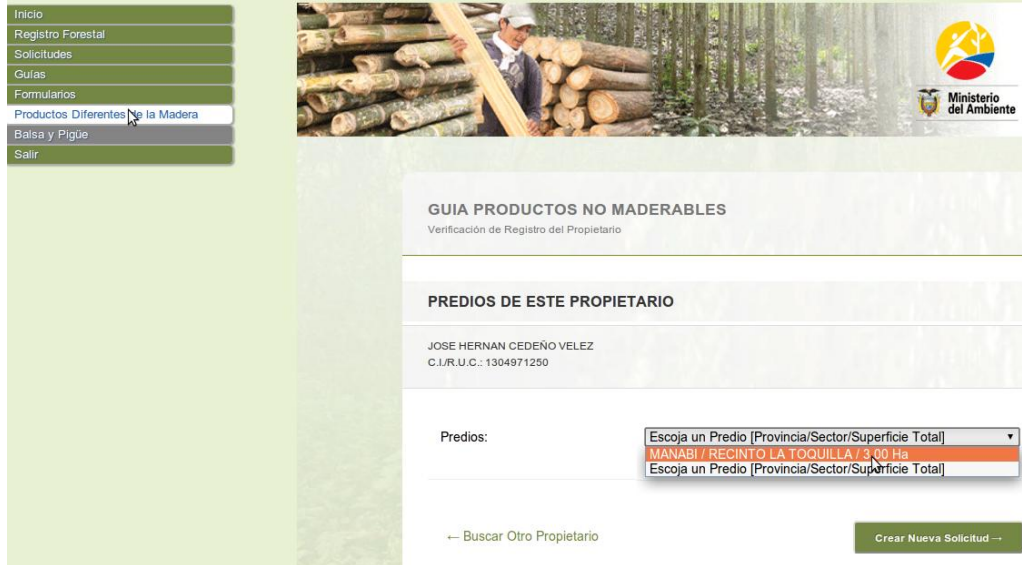 Inicio
Registro Forestal
Solicitudes
Guías
Formularios
Productos Diferentes de la Madera
Balsa y Pigüe
Salir
Ministerio
del Ambiente
GUIA PRODUCTOS NO MADERABLES
Verificación de Registro del Propietario
PREDIOS DE ESTE PROPIETARIO
JOSE HERNAN CEDEÑO VELEZ
C.I./R.U.C.: 1304971250
Predios:
Escoja un Predio [Provincia/Sector/Superficie Total]
MANABI / RECINTO LA TOQUILLA / 3.00 Ha
Escoja un Predio [Provincia/Sector/Superficie Total]
← Buscar Otro Propietario
Crear Nueva Solicitud →